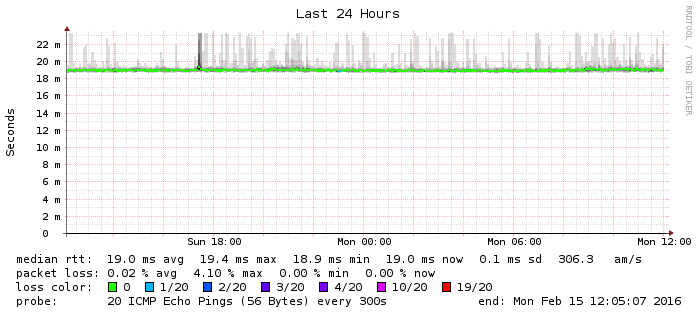 Last 24 Hours
RRDTOOL / TOBI OETIKER
Seconds
22 m
20 m
18 m
16 m
14 m
12 m
10 m
8 m
6 m
4 m
2 m
0
Sun 18:00 Mon 00:00 Mon 06:00 Mon 12:00
median rtt: 19.0 ms avg 19.4 ms max 18.9 ms min 19.0 ms now 0.1 ms sd 306.3 am/s
packet loss: 0.02 % avg 4.10 % max 0.00 % min 0.00 % now
loss color: 0 1/20 2/20 3/20 4/20 10/20 19/20
probe: 20 ICMP Echo Pings (56 Bytes) every 300s end: Mon Feb 15 12:05:07 2016